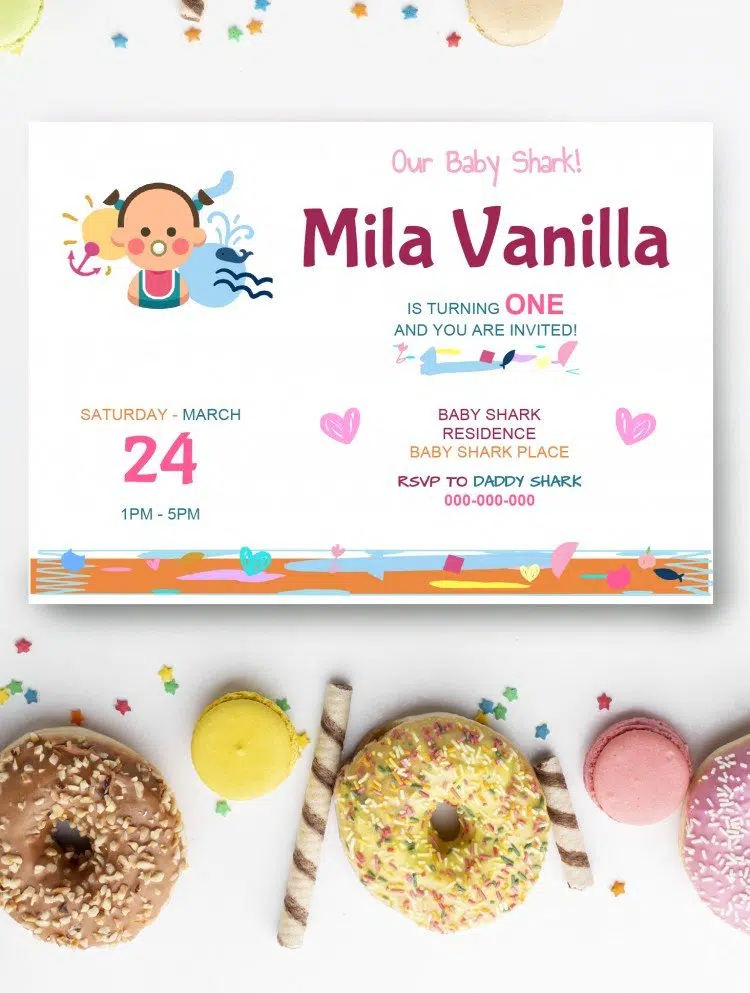 Our Baby Shark!
Mila Vanilla
IS TURNING ONE
AND YOU ARE INVITED!
SATURDAY - MARCH
24
1PM - 5PM
BABY SHARK
RESIDENCE
BABY SHARK PLACE
RSVP TO DADDY SHARK
000-000-000